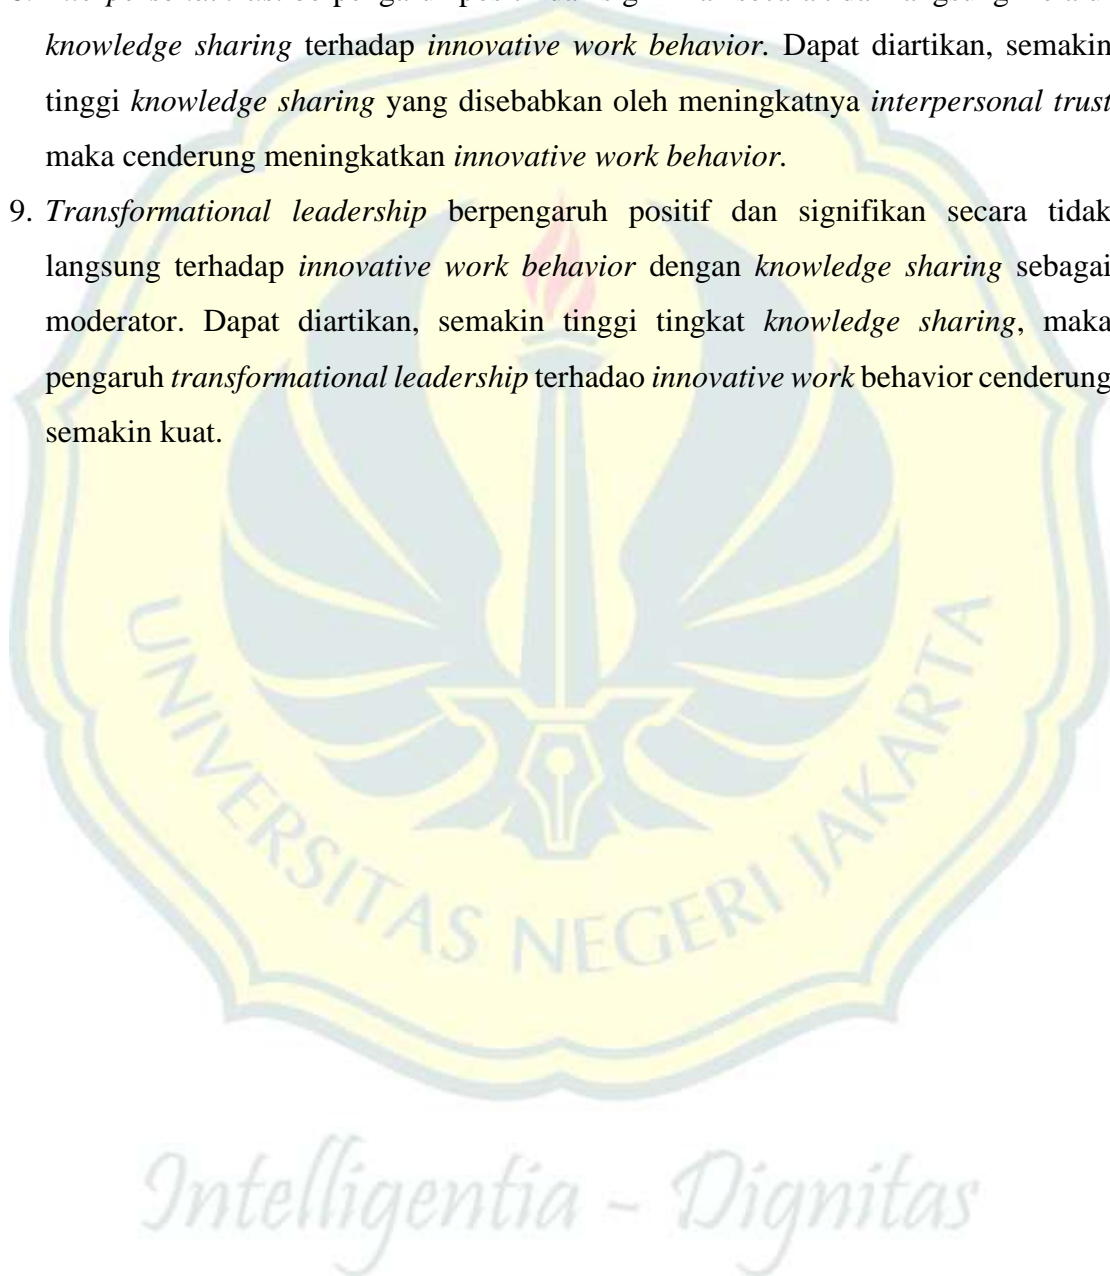 knowledge sharing terhadap innovative work behavior. Dapat diartikan, semakin
tinggi knowledge sharing yang disebabkan oleh meningkatnya interpersonal trust
maka cenderung meningkatkan innovative work behavior.
9. Transformational leadership berpengaruh positif dan signifikan secara tidak
langsung terhadap innovative work behavior dengan knowledge sharing sebagai
moderator. Dapat diartikan, semakin tinggi tingkat knowledge sharing, maka
pengaruh transformational leadership terhadao innovative work behavior cenderung
semakin kuat.
UNIVERSITAS NEGERI JAKARTA
Intelligentia - Dignitas